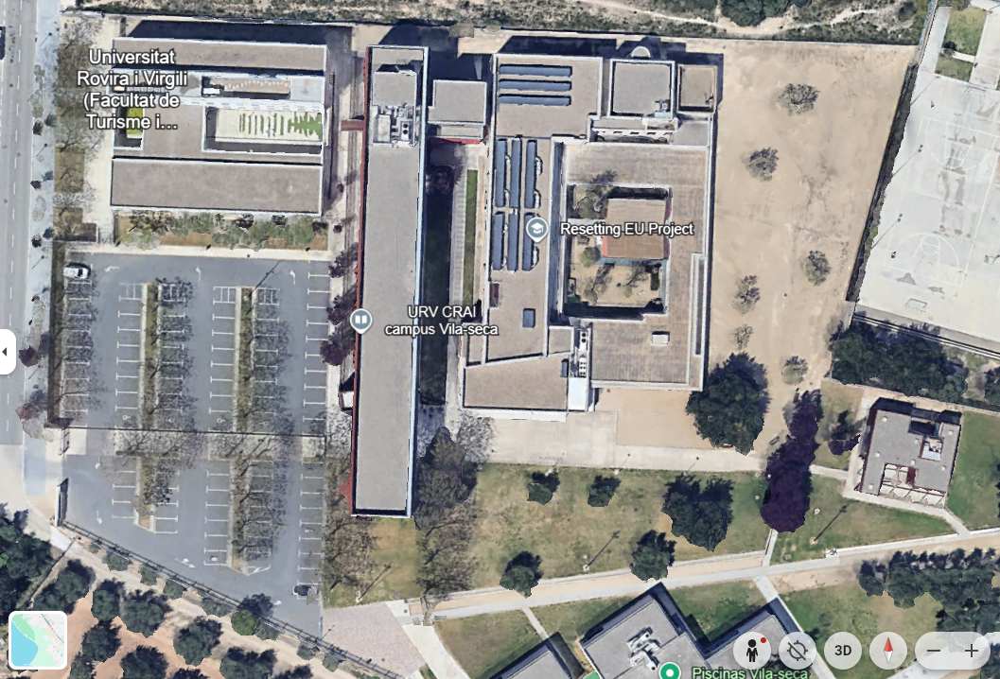 Universitat
Rovira i Virgili
(Facultat de
Turisme i...
Resetting EU Project
URV CRAI
campus Vila-seca
3D
Piscinas Vila-seca